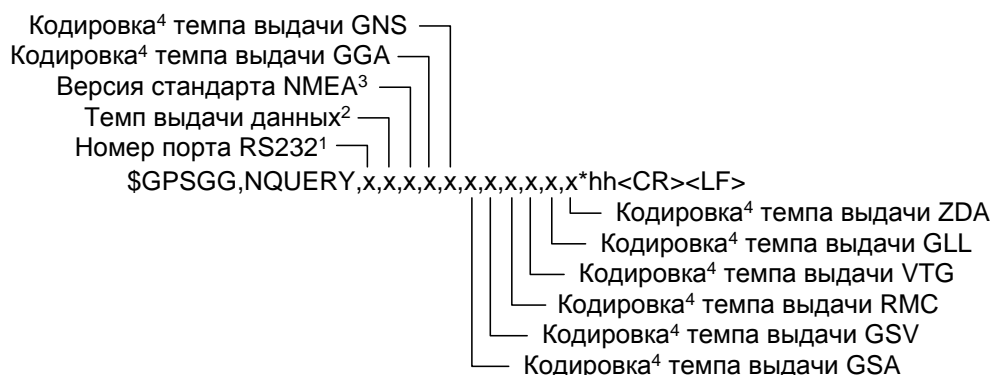 Кодировка⁴ темпа выдачи GNS
Кодировка⁴ темпа выдачи GGA
Версия стандарта NMEA³
Темп выдачи данных²
Номер порта RS232¹
$GPSGG,NQUERY,x,x,x,x,x,x,x,x,x,x,x*hh<CR><LF>
Кодировка⁴ темпа выдачи ZDA
Кодировка⁴ темпа выдачи GLL
Кодировка⁴ темпа выдачи VTG
Кодировка⁴ темпа выдачи RMC
Кодировка⁴ темпа выдачи GSV
Кодировка⁴ темпа выдачи GSA